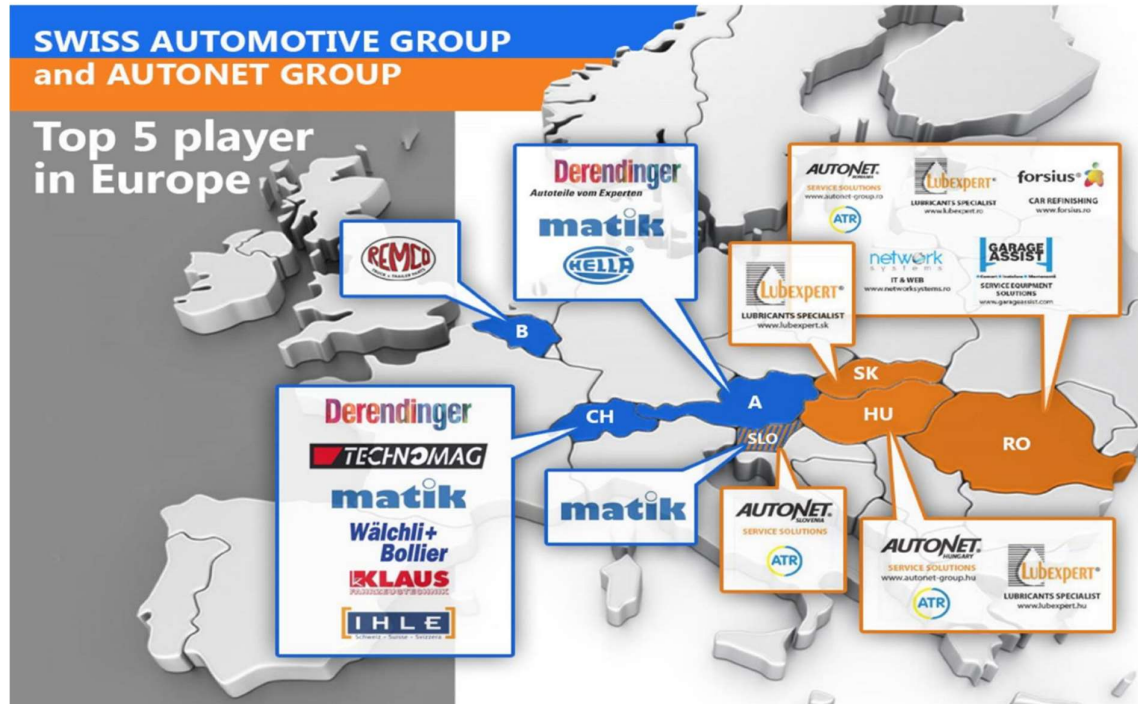 SWISS AUTOMOTIVE GROUP
and AUTONET GROUP
Top 5 player
in Europe
REMCO
TRUCK & TRAILER PARTS
B
Derendinger
Autoteile vom Experten
matik
HELLA
A
LUBEXPERT®
LUBRICANTS SPECIALIST
www.lubexpert.sk
SK
AUTONET.
ROMANIA
SERVICE SOLUTIONS
www.autonet-group.ro
ATR
LUBEXPERT®
LUBRICANTS SPECIALIST
www.lubexpert.ro
forsius®
CAR REFINISHING
www.forsius.ro
network
systems
IT & WEB
www.networksystems.ro
GARAGE
ASSIST
SERVICE EQUIPMENT
SOLUTIONS
www.garageassist.com
RO
Derendinger
TECHNOMAG
matik
Wälchli+
Bollier
KLAUS
FAHRZEUGTECHNIK
IHLE
Schweiz - Suisse - Svizzera
CH
matik
SLO
AUTONET.
SLOVENIA
SERVICE SOLUTIONS
ATR
HU
AUTONET.
HUNGARY
SERVICE SOLUTIONS
www.autonet-group.hu
ATR
LUBEXPERT®
LUBRICANTS SPECIALIST
www.lubexpert.hu